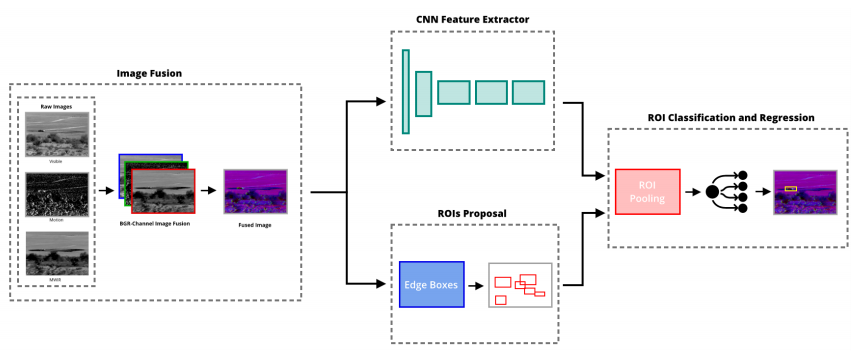 CNN Feature Extractor
Image Fusion
Raw Images
Visible
Motion
MWIR
BGR-Channel Image Fusion
Fused Image
ROIs Proposal
Edge Boxes
ROI Classification and Regression
ROI
Pooling